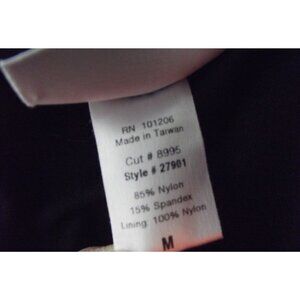 RN 101206
Made in Taiwan
Cut # 8995
Style # 27901
85% Nylon
15% Spandex
Lining 100% Nylon
M